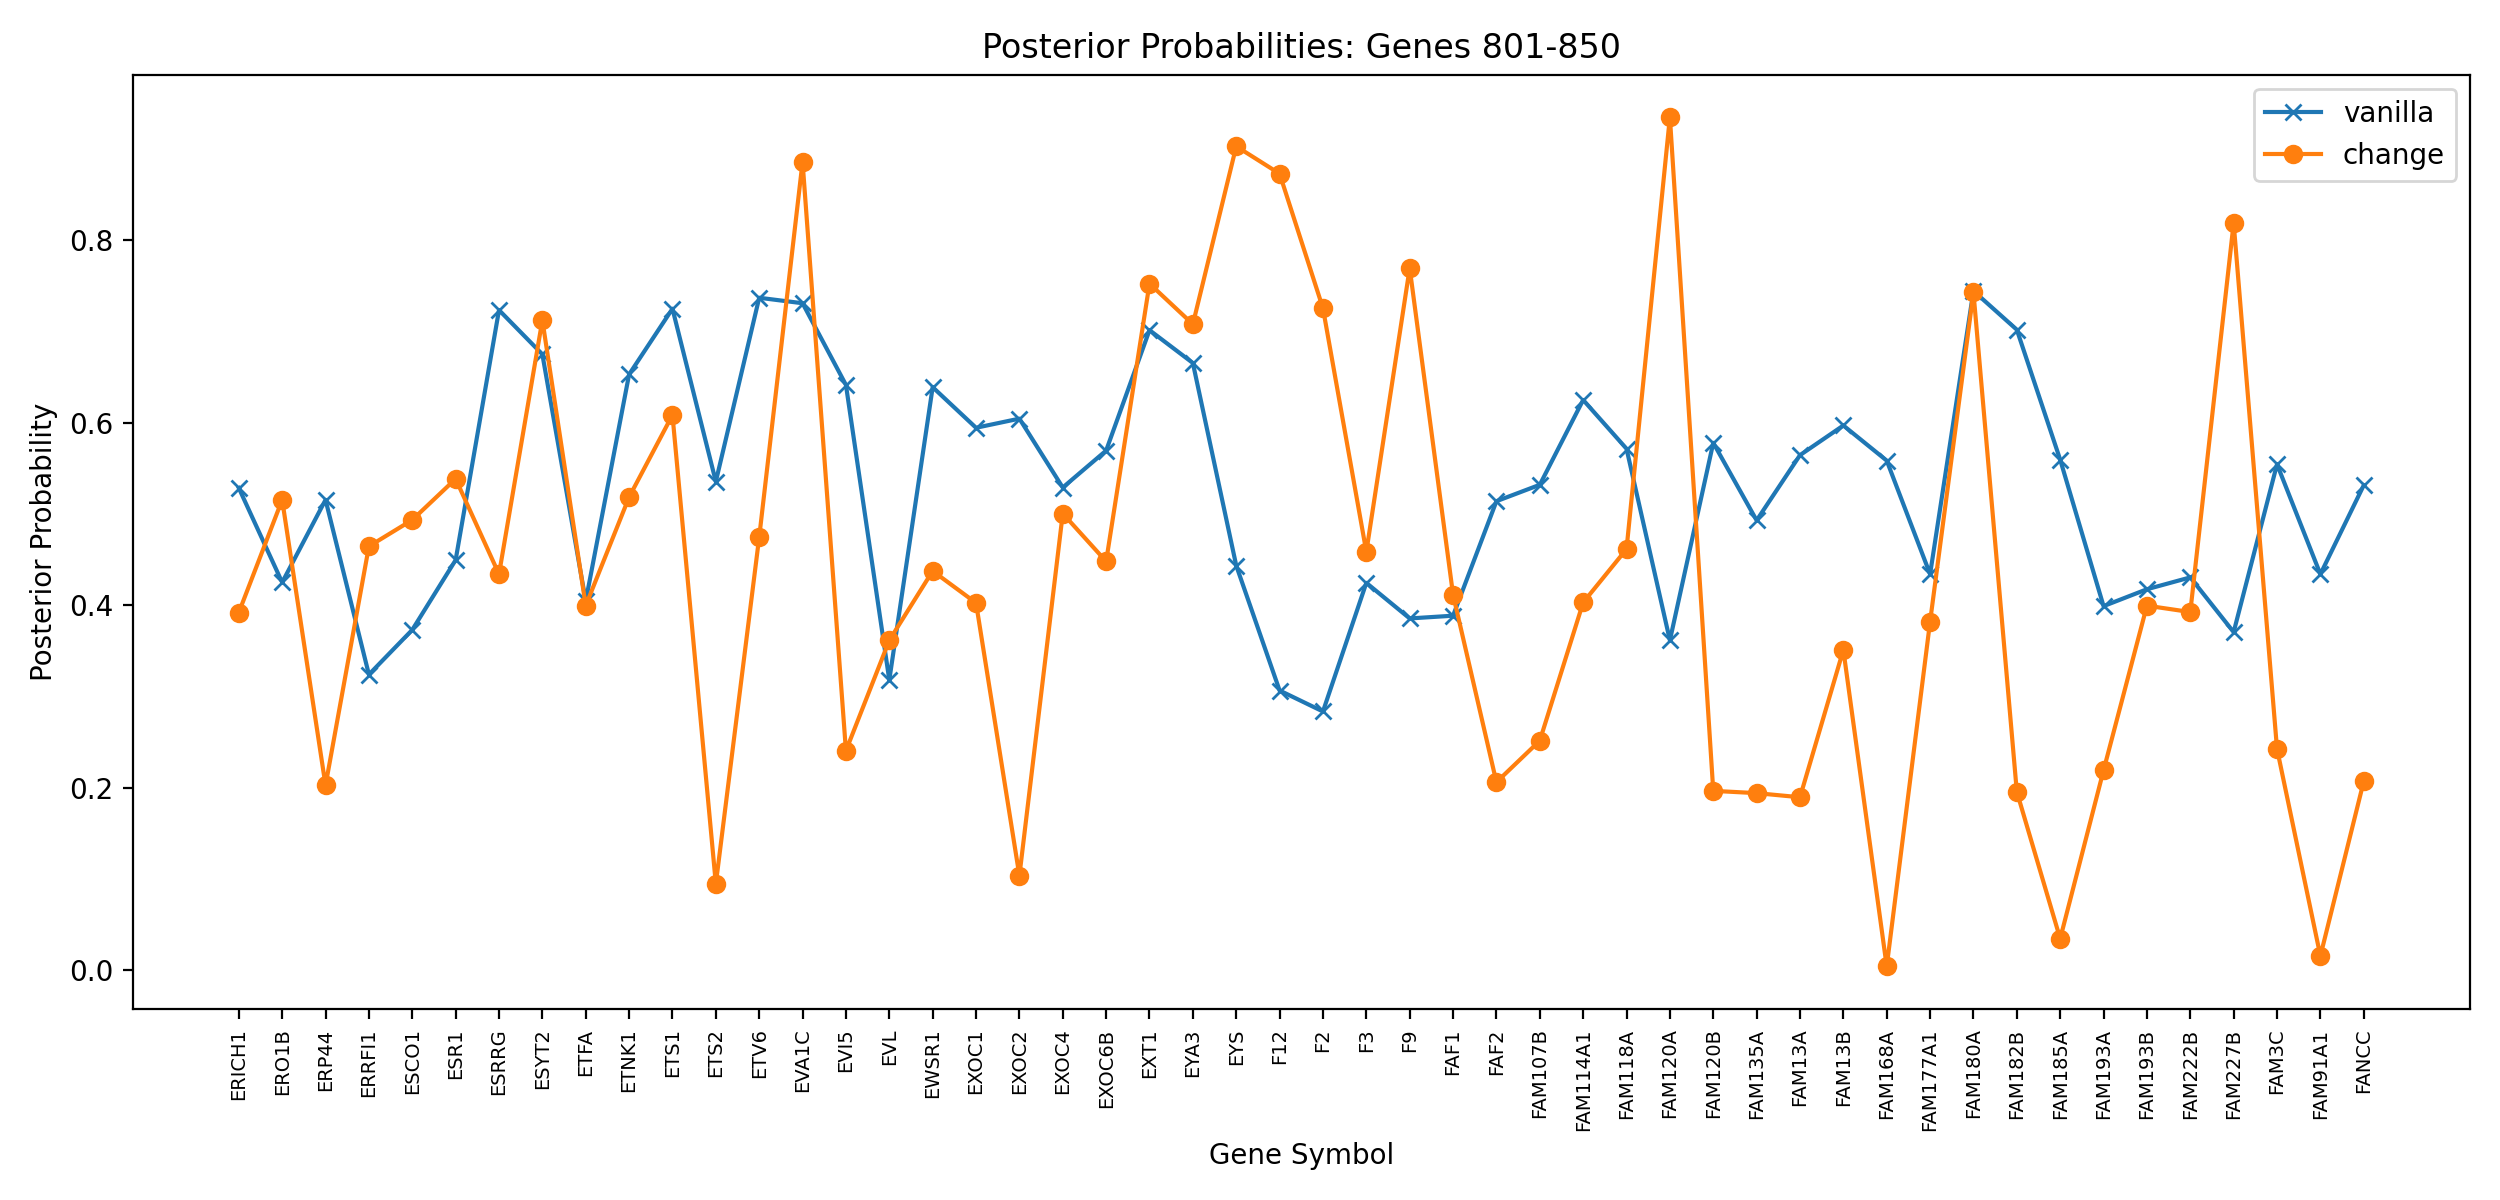 Posterior Probabilities: Genes 801-850
vanilla
change
Posterior Probability
0.8
0.6
0.4
0.2
0.0
ERICH1
ERO1B
ERP44
ERRFI1
ESCO1
ESR1
ESRRG
ESYT2
ETFA
ETNK1
ETS1
ETS2
ETV6
EVA1C
EVI5
EVL
EWSR1
EXOC1
EXOC2
EXOC4
EXOC6B
EXT1
EYA3
EYS
F12
F2
F3
F9
FAF1
FAF2
FAM107B
FAM114A1
FAM118A
FAM120A
FAM120B
FAM135A
FAM13A
FAM13B
FAM168A
FAM177A1
FAM180A
FAM182B
FAM185A
FAM193A
FAM193B
FAM222B
FAM227B
FAM3C
FAM91A1
FANCC
Gene Symbol